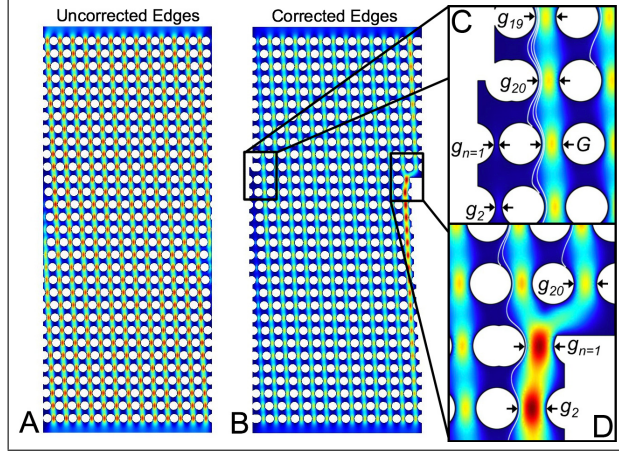 Uncorrected Edges
Corrected Edges
A
B
C
g19
g20
gn=1
G
g2
g20
gn=1
g2
D